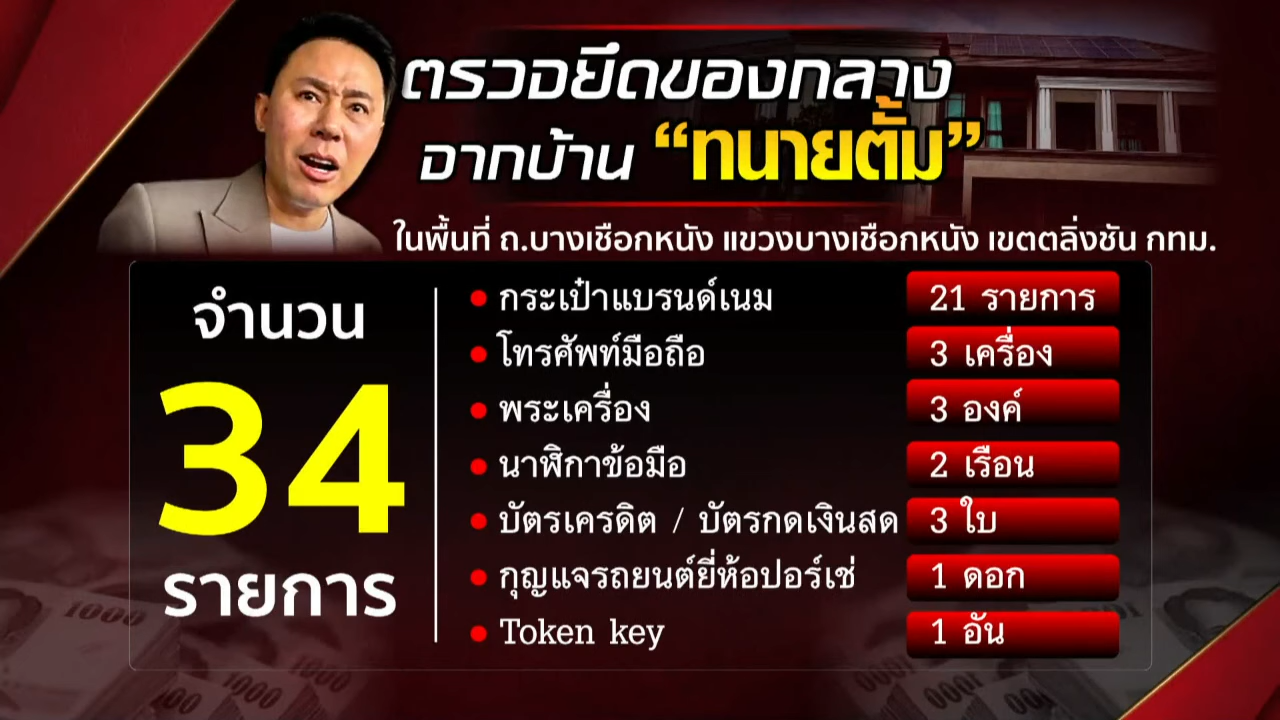 ตรวจยึดของกลาง
จากบ้าน “ทนายตั้ม”
ในพื้นที่ ถ.บางเชือกหนัง แขวงบางเชือกหนัง เขตตลิ่งชัน กทม.
จำนวน
34
รายการ
• กระเป๋าแบรนด์เนม 21 รายการ
• โทรศัพท์มือถือ 3 เครื่อง
• พระเครื่อง 3 องค์
• นาฬิกาข้อมือ 2 เรือน
• บัตรเครดิต / บัตรกดเงินสด 3 ใบ
• กุญแจรถยนต์ยี่ห้อปอร์เช่ 1 ดอก
• Token key 1 อัน
1000
1000
1000
1000